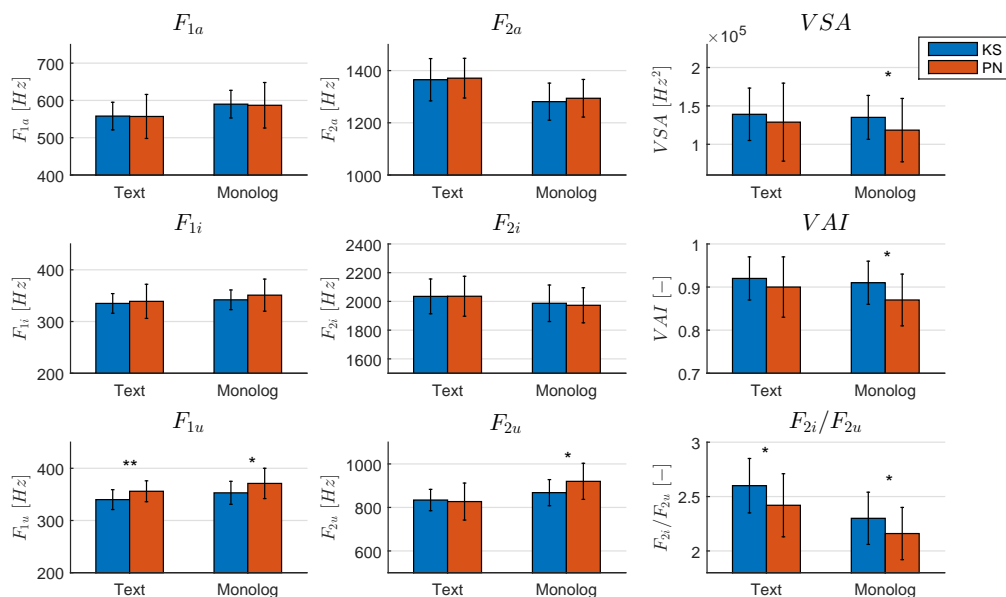 F1a
F1a [Hz]
700
600
500
400
Text Monolog
F2a
F2a [Hz]
1400
1200
1000
Text Monolog
VSA
×10^5
VSA [Hz^2]
2
1.5
1
*
Text Monolog
KS
PN
F1i
F1i [Hz]
400
300
200
Text Monolog
F2i
F2i [Hz]
2400
2200
2000
1800
1600
Text Monolog
VAI
VAI [−]
1
0.9
0.8
0.7
*
Text Monolog
F1u
F1u [Hz]
400
300
200
** *
Text Monolog
F2u
F2u [Hz]
1000
800
600
*
Text Monolog
F2i/F2u
F2i/F2u [−]
3
2.5
2
* *
Text Monolog